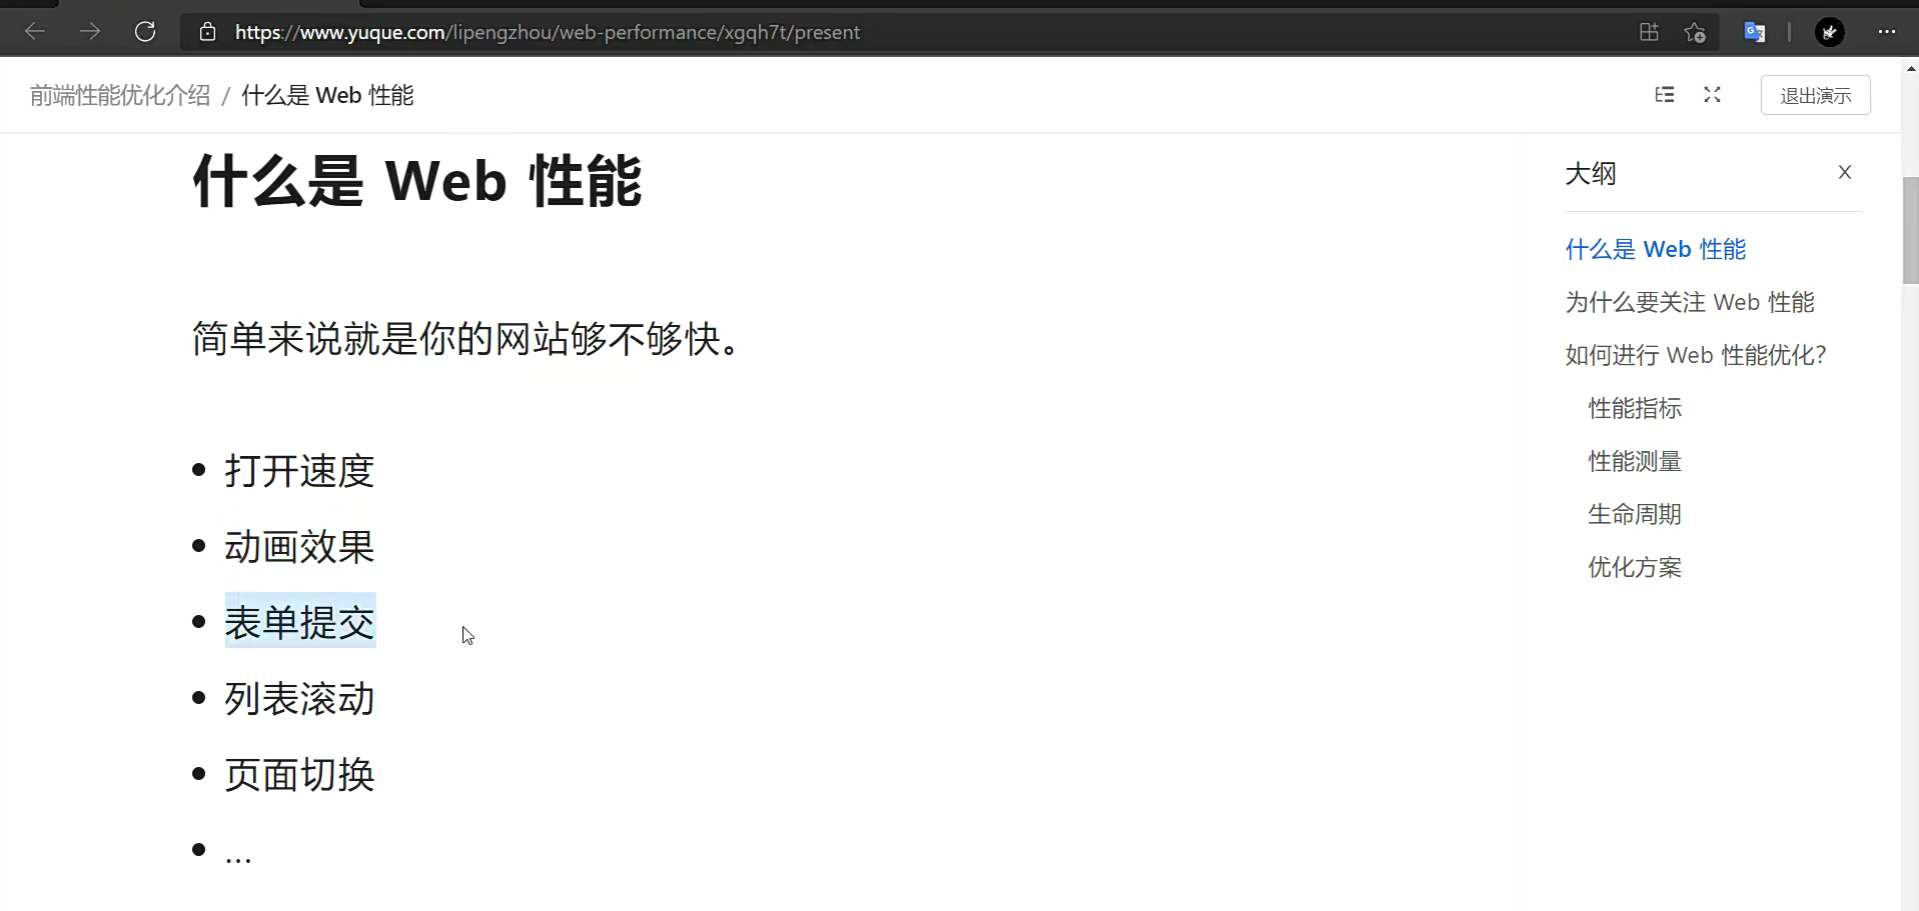 https://www.yuque.com/lipengzhou/web-performance/xgqh7t/present
前端性能优化介绍 / 什么是 Web 性能
退出演示
什么是 Web 性能
简单来说就是你的网站够不够快。
打开速度
动画效果
表单提交
列表滚动
页面切换
...
大纲
什么是 Web 性能
为什么要关注 Web 性能
如何进行 Web 性能优化?
性能指标
性能测量
生命周期
优化方案